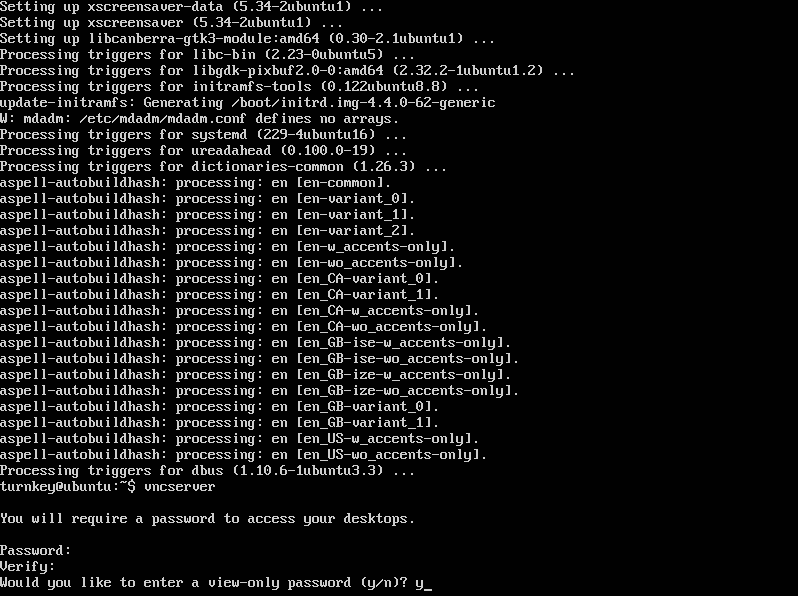 Setting up xscreensaver-data (5.34-2ubuntu1) ...
Setting up xscreensaver (5.34-2ubuntu1) ...
Setting up libcanberra-gtk3-module:amd64 (0.30-2.1ubuntu1) ...
Processing triggers for libc-bin (2.23-0ubuntu5) ...
Processing triggers for libgdk-pixbuf2.0-0:amd64 (2.32.2-1ubuntu1.2) ...
Processing triggers for initramfs-tools (0.122ubuntu8.8) ...
update-initramfs: Generating /boot/initrd.img-4.4.0-62-generic
W: mdadm: /etc/mdadm/mdadm.conf defines no arrays.
Processing triggers for systemd (229-4ubuntu16) ...
Processing triggers for ureadahead (0.100.0-19) ...
Processing triggers for dictionaries-common (1.26.3) ...
aspell-autobuildhash: processing: en [en-common].
aspell-autobuildhash: processing: en [en-variant_0].
aspell-autobuildhash: processing: en [en-variant_1].
aspell-autobuildhash: processing: en [en-variant_2].
aspell-autobuildhash: processing: en [en-w_accents-only].
aspell-autobuildhash: processing: en [en-wo_accents-only].
aspell-autobuildhash: processing: en [en_CA-variant_0].
aspell-autobuildhash: processing: en [en_CA-variant_1].
aspell-autobuildhash: processing: en [en_CA-w_accents-only].
aspell-autobuildhash: processing: en [en_CA-wo_accents-only].
aspell-autobuildhash: processing: en [en_GB-ise-w_accents-only].
aspell-autobuildhash: processing: en [en_GB-ise-wo_accents-only].
aspell-autobuildhash: processing: en [en_GB-ize-w_accents-only].
aspell-autobuildhash: processing: en [en_GB-ize-wo_accents-only].
aspell-autobuildhash: processing: en [en_GB-variant_0].
aspell-autobuildhash: processing: en [en_GB-variant_1].
aspell-autobuildhash: processing: en [en_US-w_accents-only].
aspell-autobuildhash: processing: en [en_US-wo_accents-only].
Processing triggers for dbus (1.10.6-1ubuntu3.3) ...
turnkey@ubuntu:~$ vncserver
You will require a password to access your desktops.
Password:
Verify:
Would you like to enter a view-only password (y/n)? y_